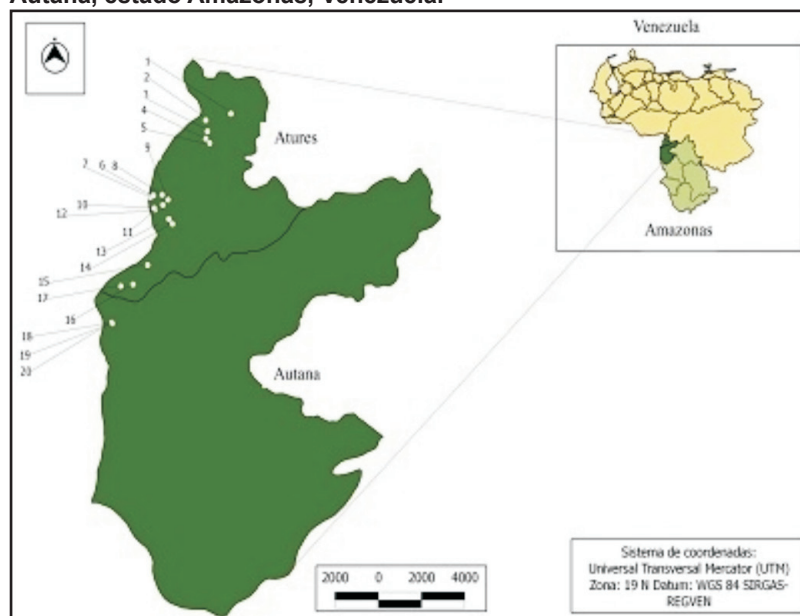 Autana, estado Amazonas, Venezuela.
Venezuela
1
2
1
4
5
9
Atures
7 6 8
10
12
11
13
14
15
17
16
18
19
20
Autana
Amazonas
2000 0 2000 4000
Sistema de coordenadas:
Universal Transversal Mercator (UTM)
Zona: 19 N Datum: WGS 84 SIRGAS-
REGVEN